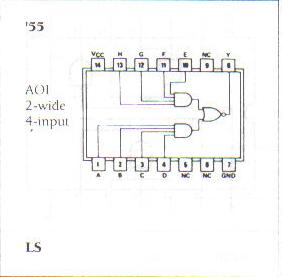 '55
VCC H G F E NC Y
14 13 12 11 10 9 8
AOI
2-wide
4-input
1 2 3 4 5 6 7
A B C D NC NC GND
LS